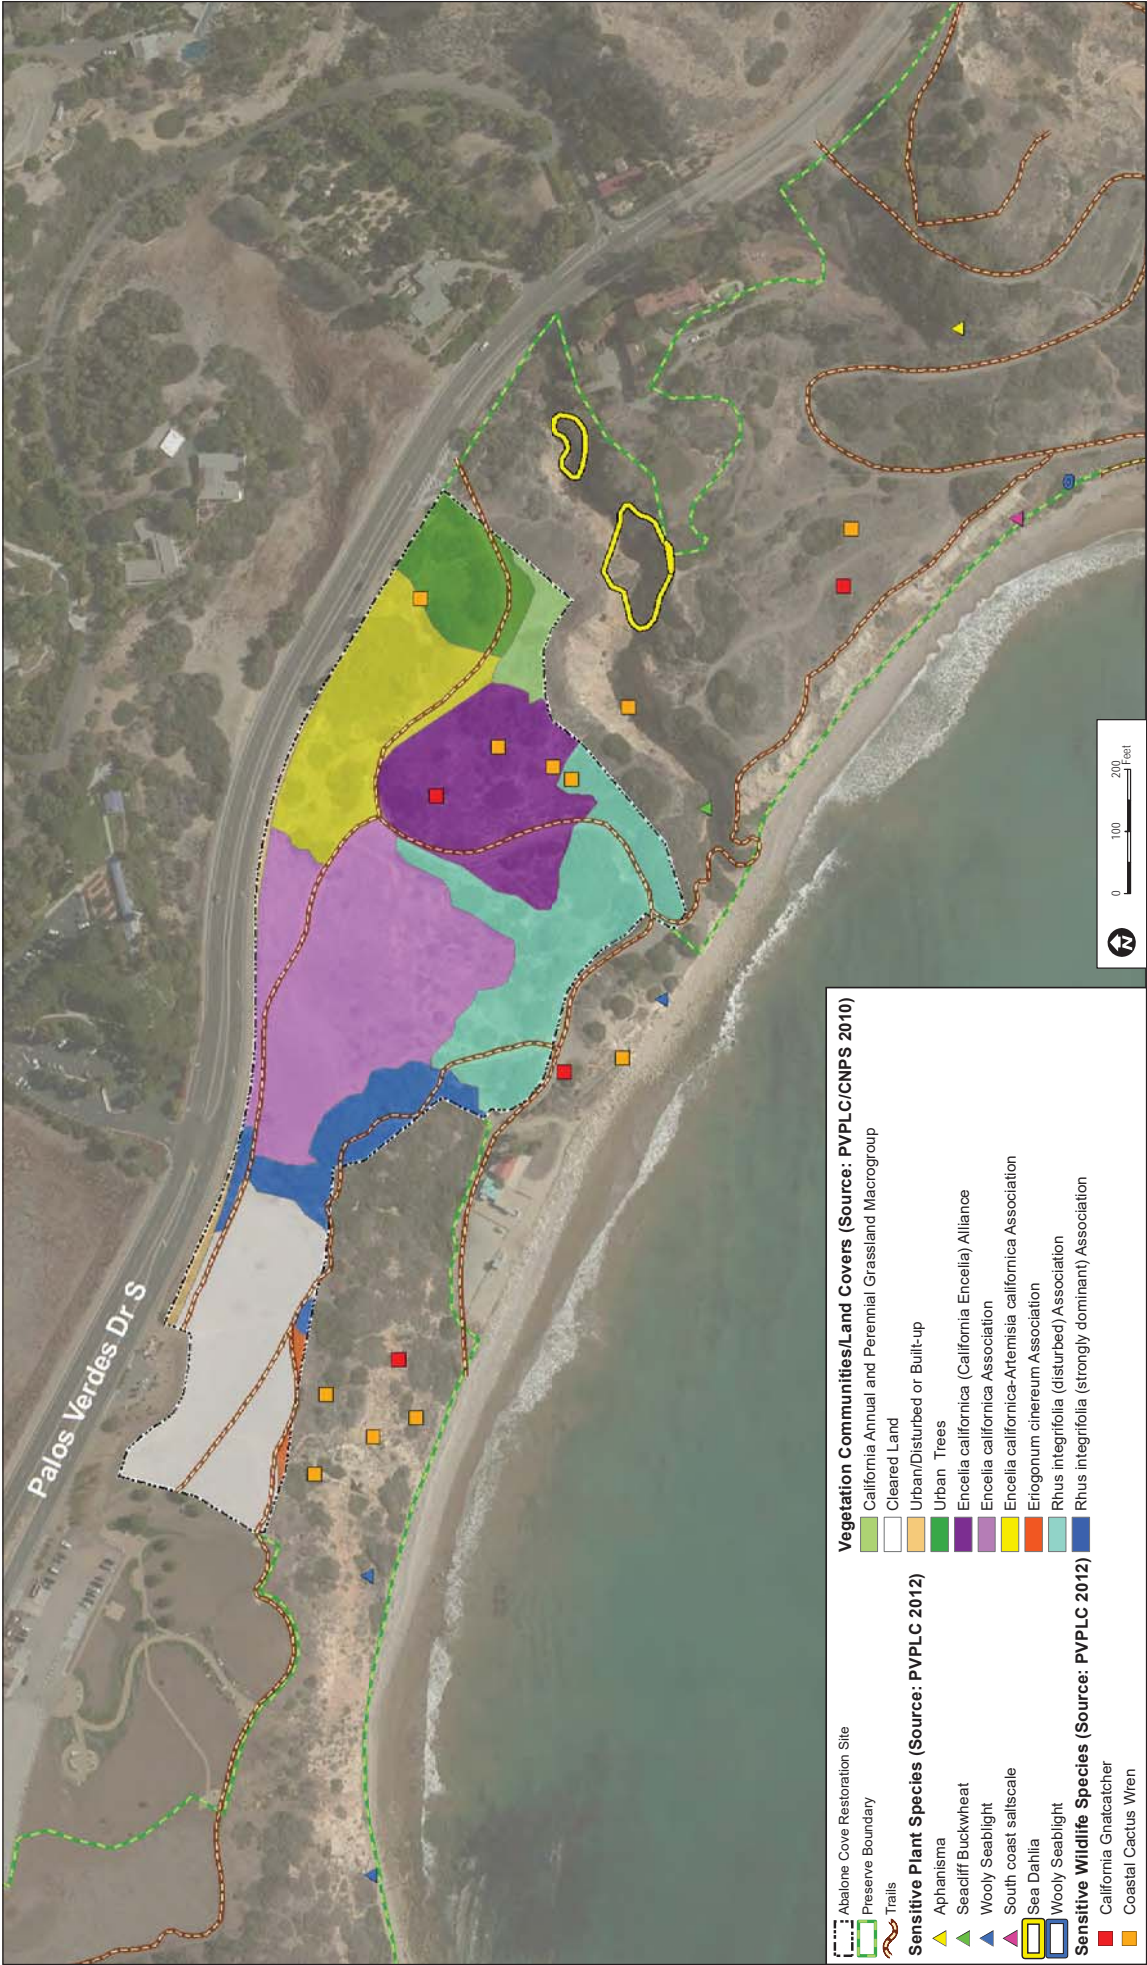 Palos Verdes Dr S
Abalone Cove Restoration Site
Preserve Boundary
Trails
Sensitive Plant Species (Source: PVPLC 2012)
Aphanisma
Seacliff Buckwheat
Wooly Seablight
South coast saltscale
Sea Dahlia
Wooly Seablight
Sensitive Wildlife Species (Source: PVPLC 2012)
California Gnatcatcher
Coastal Cactus Wren
Vegetation Communities/Land Covers (Source: PVPLC/CNPS 2010)
California Annual and Perennial Grassland Macrogroup
Cleared Land
Urban/Disturbed or Built-up
Urban Trees
Encelia californica (California Encelia) Alliance
Encelia californica Association
Encelia californica-Artemisia californica Association
Eriogonum cinereum Association
Rhus integrifolia (disturbed) Association
Rhus integrifolia (strongly dominant) Association
N
0 100 200
Feet